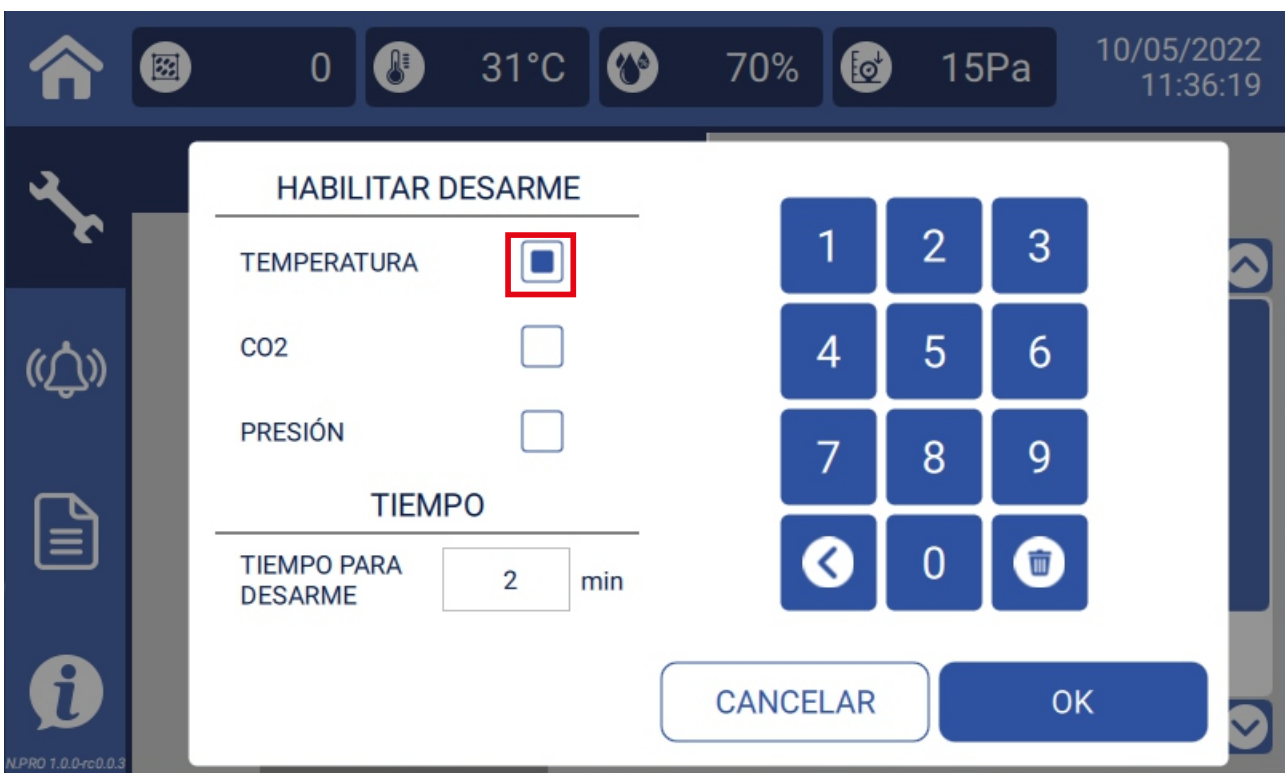 0
31°C
70%
15Pa
10/05/2022
11:36:19
HABILITAR DESARME
TEMPERATURA
CO2
PRESIÓN
TIEMPO
TIEMPO PARA
DESARME
2
min
1 2 3
4 5 6
7 8 9
0
CANCELAR
OK
N.PRO 1.0.0-rc0.0.3